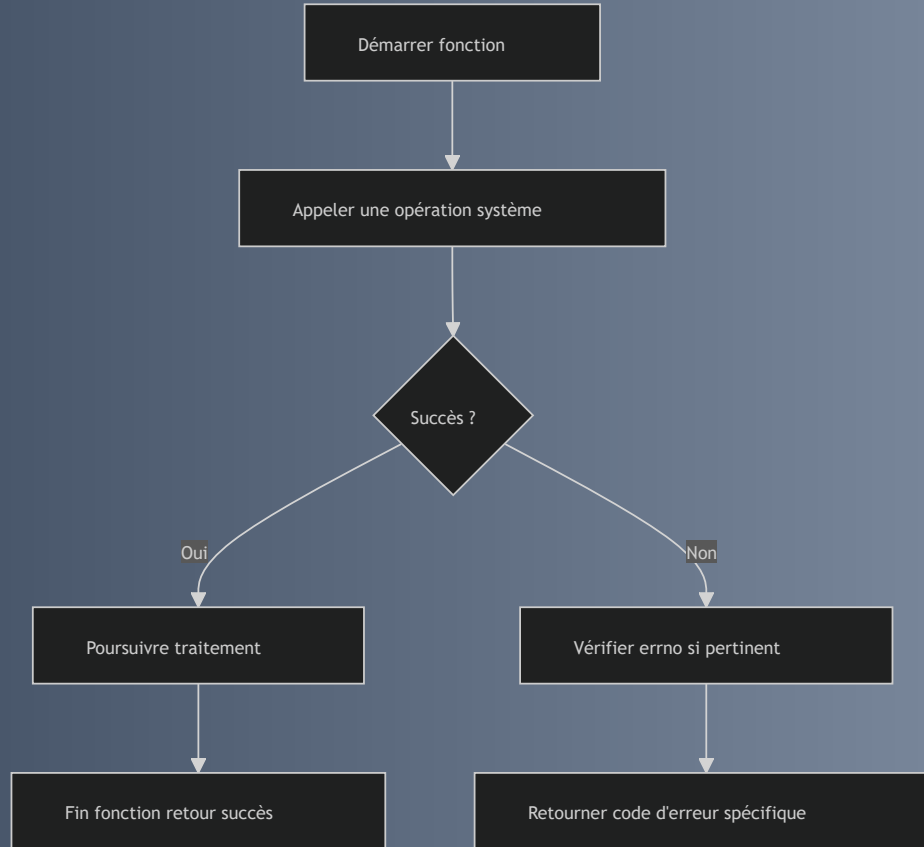 Démarrer fonction
Appeler une opération système
Succès ?
Oui
Non
Poursuivre traitement
Vérifier errno si pertinent
Fin fonction retour succès
Retourner code d'erreur spécifique